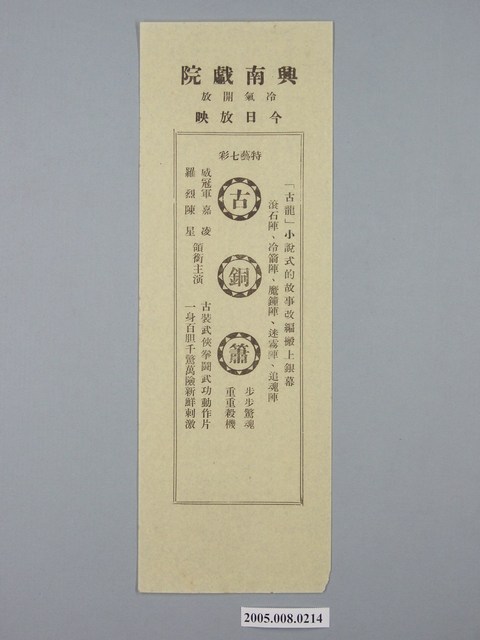 興南戲院
冷氣開放
今日放映
特藝七彩
「古龍」小說式的故事改編搬上銀幕
滾石陣、冷箭陣、魔鐘陣、迷霧陣、追魂陣
古銅簫
步步驚魂
重重殺機
威冠軍 嘉凌
羅烈 陳星 領銜主演
古裝武俠拳鬪武功動作片
一身百胆千驚萬險新鮮刺激
2005.008.0214